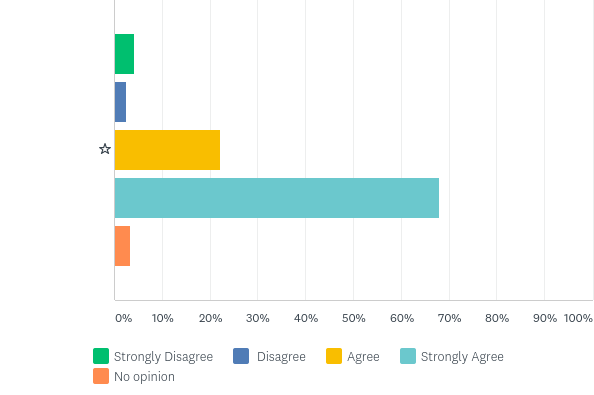 ☆
0% 10% 20% 30% 40% 50% 60% 70% 80% 90% 100%
Strongly Disagree Disagree Agree Strongly Agree
No opinion